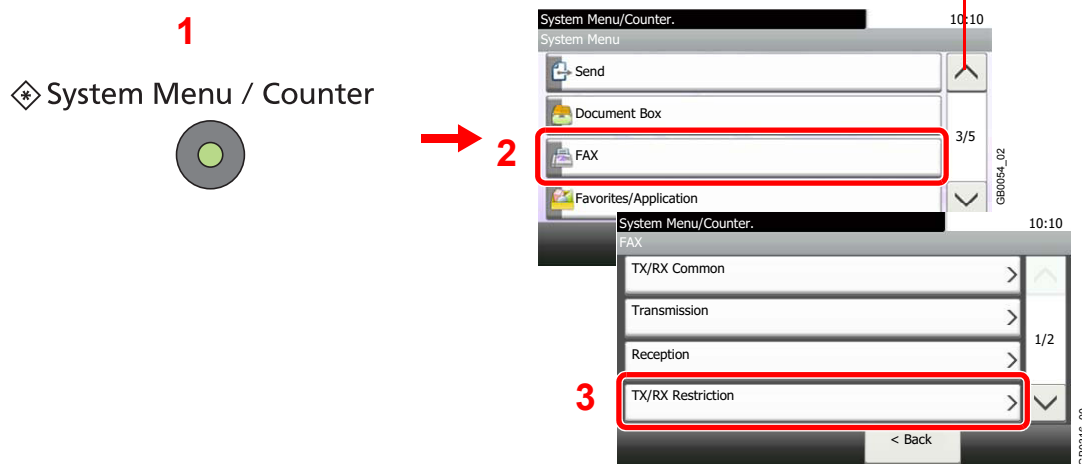 1
System Menu / Counter
2
System Menu/Counter.
10:10
System Menu
Send
Document Box
FAX
Favorites/Application
3/5
GB0054_02
3
System Menu/Counter.
10:10
FAX
TX/RX Common
Transmission
Reception
TX/RX Restriction
1/2
< Back